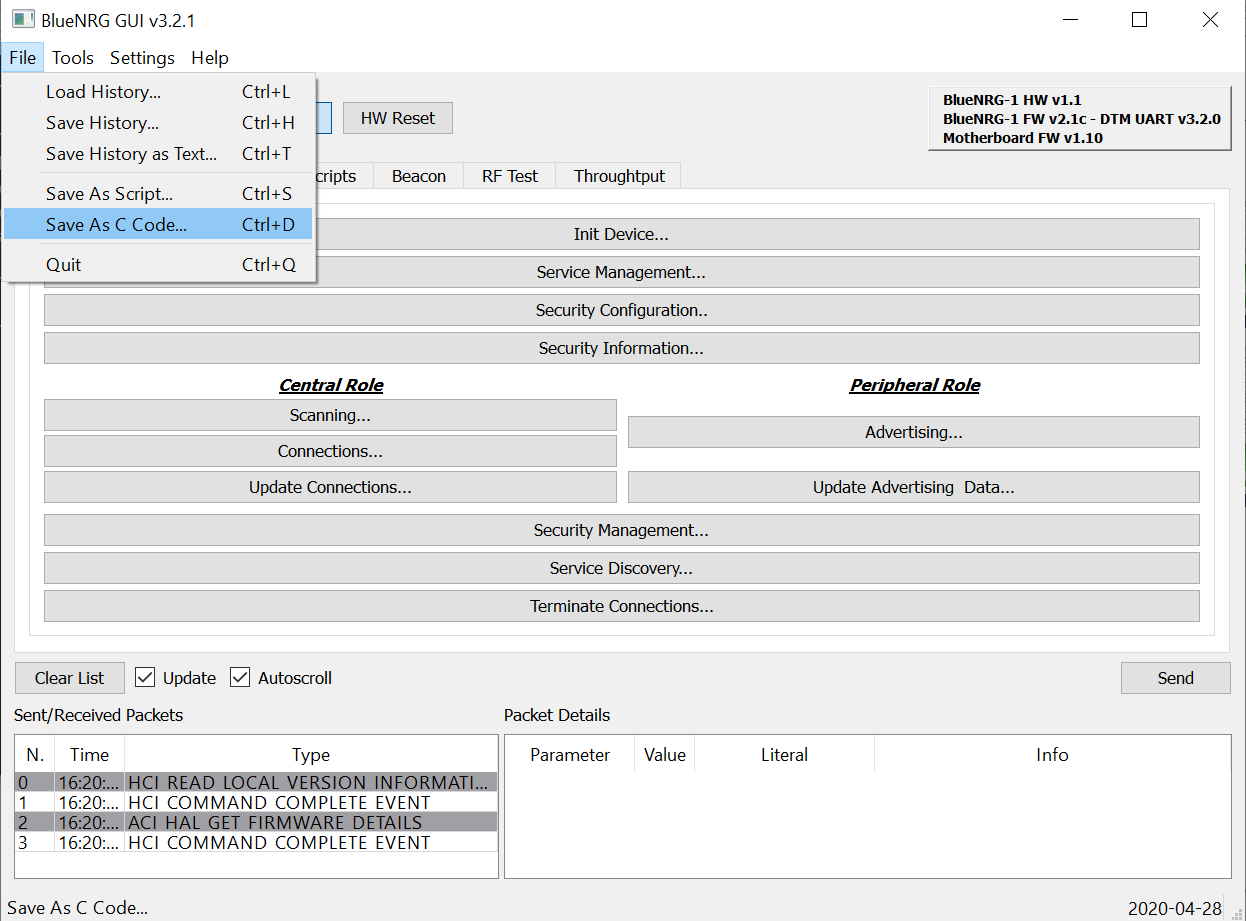 BlueNRG GUI v3.2.1
File Tools Settings Help
Load History... Ctrl+L
Save History... Ctrl+H
Save History as Text... Ctrl+T
Save As Script... Ctrl+S
Save As C Code... Ctrl+D
Quit Ctrl+Q
HW Reset
BlueNRG-1 HW v1.1
BlueNRG-1 FW v2.1c - DTM UART v3.2.0
Motherboard FW v1.10
cripts Beacon RF Test Throughtput
Init Device...
Service Management...
Security Configuration..
Security Information...
Central Role Peripheral Role
Scanning...
Advertising...
Connections...
Update Connections... Update Advertising Data...
Security Management...
Service Discovery...
Terminate Connections...
Clear List Update Autoscroll Send
Sent/Received Packets Packet Details
N. Time Type Parameter Value Literal Info
0 16:20:... HCI READ LOCAL VERSION INFORMATI...
1 16:20:... HCI COMMAND COMPLETE EVENT
2 16:20:... ACI HAL GET FIRMWARE DETAILS
3 16:20:... HCI COMMAND COMPLETE EVENT
Save As C Code... 2020-04-28